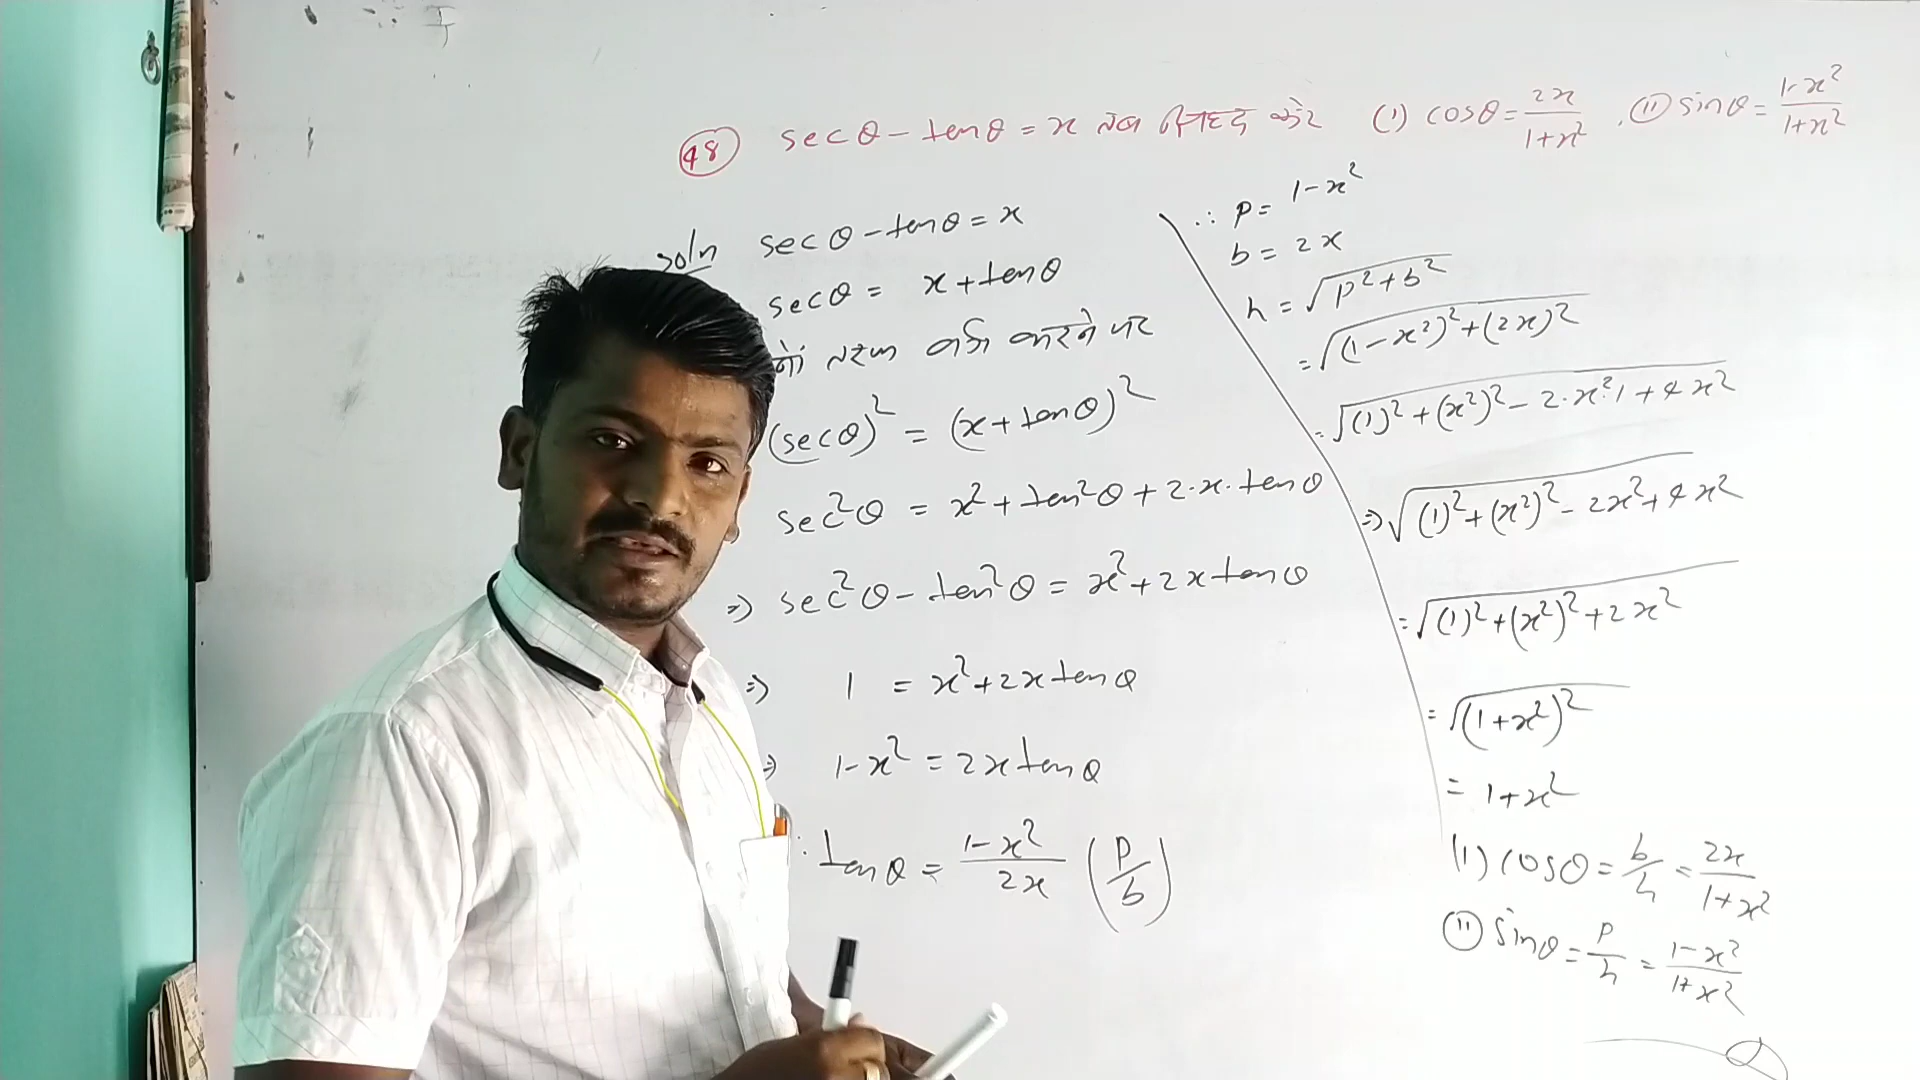 48 secθ - tanθ = x तब सिद्ध करें (i) cosθ = 2x/1+x² , (ii) sinθ = 1-x²/1+x²
soln secθ - tanθ = x
secθ = x + tanθ
तरफ वर्ग करने पर
(secθ)² = (x + tanθ)²
sec²θ = x² + tan²θ + 2·x·tanθ
⇒ sec²θ - tan²θ = x² + 2x tanθ
⇒ 1 = x² + 2x tanθ
⇒ 1-x² = 2x tanθ
∴ tanθ = 1-x²/2x (p/b)
∴ p = 1-x²
b = 2x
h = √p²+b²
= √(1-x²)²+(2x)²
= √(1)²+(x²)²-2·x²·1+4x²
⇒ √(1)²+(x²)²-2x²+4x²
= √(1)²+(x²)²+2x²
= √(1+x²)²
= 1+x²
(i) cosθ = b/h = 2x/1+x²
(ii) sinθ = p/h = 1-x²/1+x²